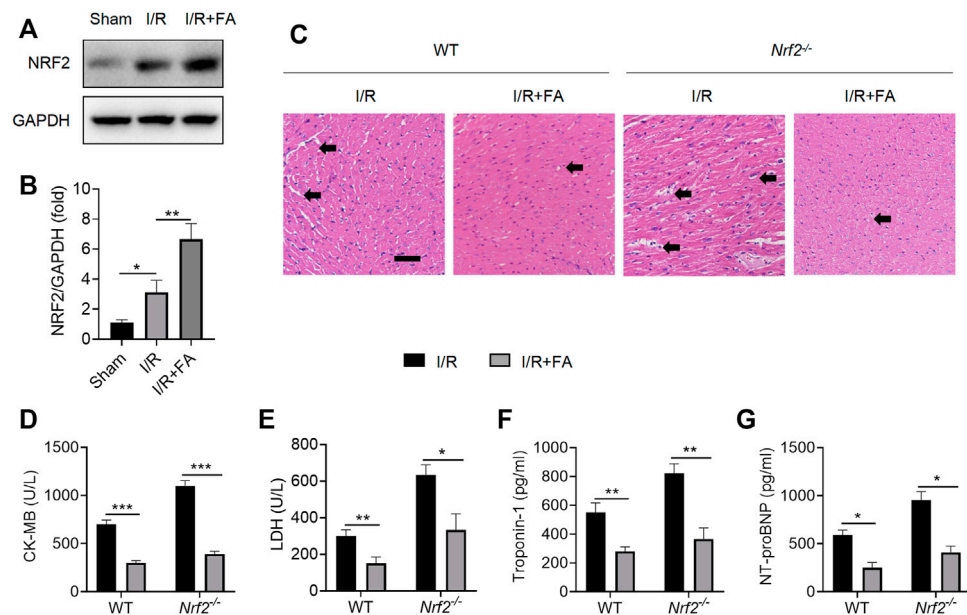 A
Sham I/R I/R+FA
NRF2
GAPDH
B
NRF2/GAPDH (fold)
10
8
6
4
2
0
*
**
Sham
I/R
I/R+FA
C
WT
Nrf2-/-
I/R
I/R+FA
I/R
I/R+FA
I/R
I/R+FA
D
CK-MB (U/L)
1500
1000
500
0
***
***
WT
Nrf2-/-
E
LDH (U/L)
800
600
400
200
0
**
*
WT
Nrf2-/-
F
Troponin-1 (pg/ml)
1000
800
600
400
200
0
**
**
WT
Nrf2-/-
G
NT-proBNP (pg/ml)
1500
1000
500
0
*
*
WT
Nrf2-/-